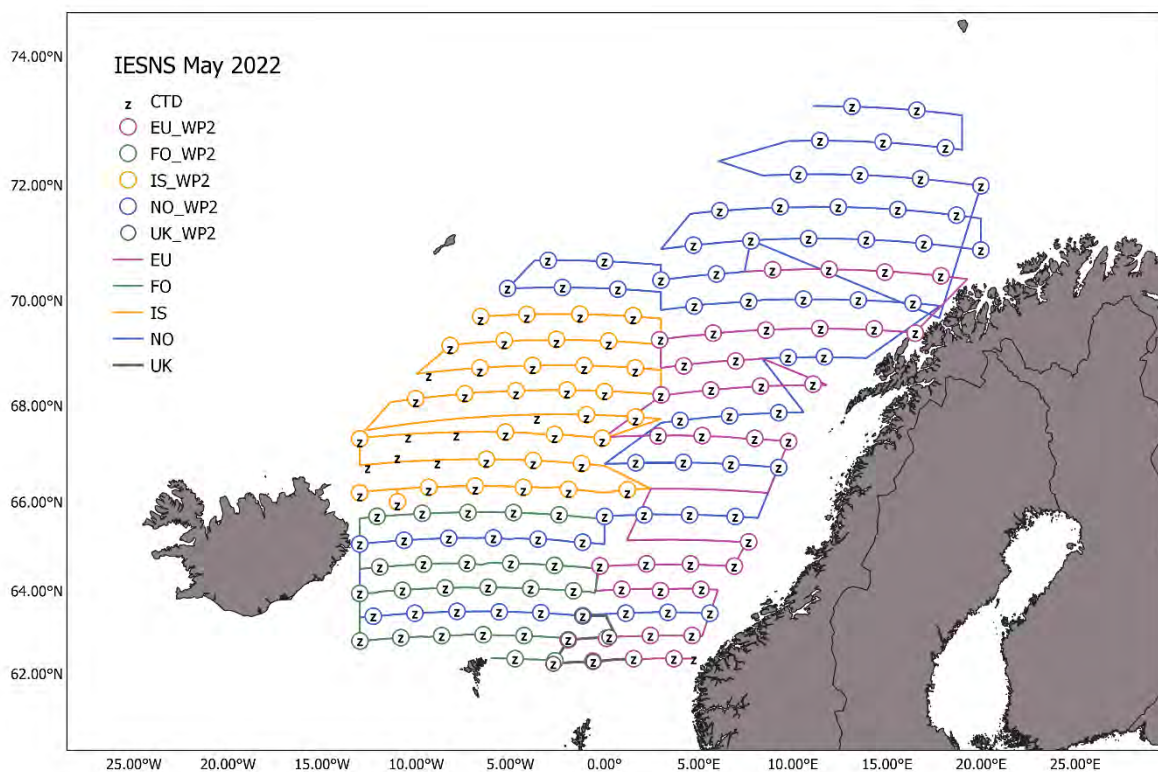 IESNS May 2022
z CTD
EU_WP2
FO_WP2
IS_WP2
NO_WP2
UK_WP2
EU
FO
IS
NO
UK
74.00°N
72.00°N
70.00°N
68.00°N
66.00°N
64.00°N
62.00°N
25.00°W 20.00°W 15.00°W 10.00°W 5.00°W 0.00° 5.00°E 10.00°E 15.00°E 20.00°E 25.00°E